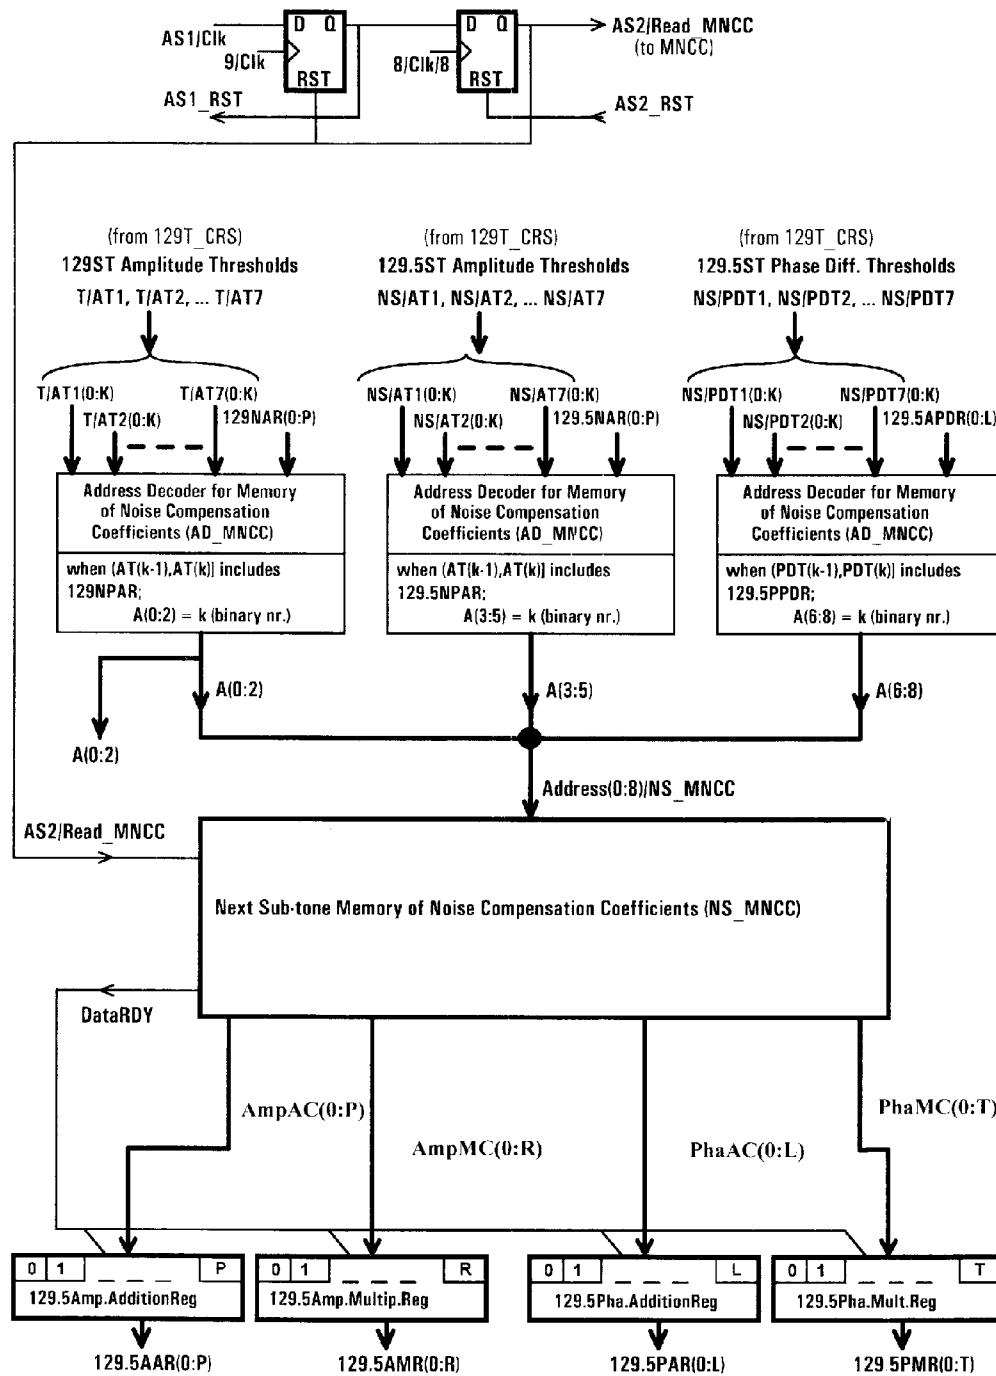 AS1/Clk
D Q
9/Clk
RST
D Q
8/Clk/8
RST
AS2/Read_MNCC
(to MNCC)
AS1_RST
AS2_RST
(from 129T_CRS)
129ST Amplitude Thresholds
T/AT1, T/AT2, ... T/AT7
(from 129T_CRS)
129.5ST Amplitude Thresholds
NS/AT1, NS/AT2, ... NS/AT7
(from 129T_CRS)
129.5ST Phase Diff. Thresholds
NS/PDT1, NS/PDT2, ... NS/PDT7
T/AT1(0:K)
T/AT7(0:K)
T/AT2(0:K)
129NAR(0:P)
NS/AT1(0:K)
NS/AT7(0:K)
NS/AT2(0:K)
129.5NAR(0:P)
NS/PDT1(0:K)
NS/PDT7(0:K)
NS/PDT2(0:K)
129.5APDR(0:L)
Address Decoder for Memory
of Noise Compensation
Coefficients (AD_MNCC)
when (AT(k-1),AT(k)] includes
129NPAR;
A(0:2) = k (binary nr.)
Address Decoder for Memory
of Noise Compensation
Coefficients (AD_MNCC)
when (AT(k-1),AT(k)] includes
129.5NPAR;
A(3:5) = k (binary nr.)
Address Decoder for Memory
of Noise Compensation
Coefficients (AD_MNCC)
when (PDT(k-1),PDT(k)] includes
129.5PPDR;
A(6:8) = k (binary nr.)
A(0:2)
A(3:5)
A(6:8)
A(0:2)
Address(0:8)/NS_MNCC
AS2/Read_MNCC
Next Sub-tone Memory of Noise Compensation Coefficients (NS_MNCC)
DataRDY
AmpAC(0:P)
AmpMC(0:R)
PhaAC(0:L)
PhaMC(0:T)
0 1 _ _ _ P
129.5Amp.AdditionReg
0 1 _ _ _ R
129.5Amp.Multip.Reg
0 1 _ _ _ L
129.5Pha.AdditionReg
0 1 _ _ _ T
129.5Pha.Mult.Reg
129.5AAR(0:P)
129.5AMR(0:R)
129.5PAR(0:L)
129.5PMR(0:T)